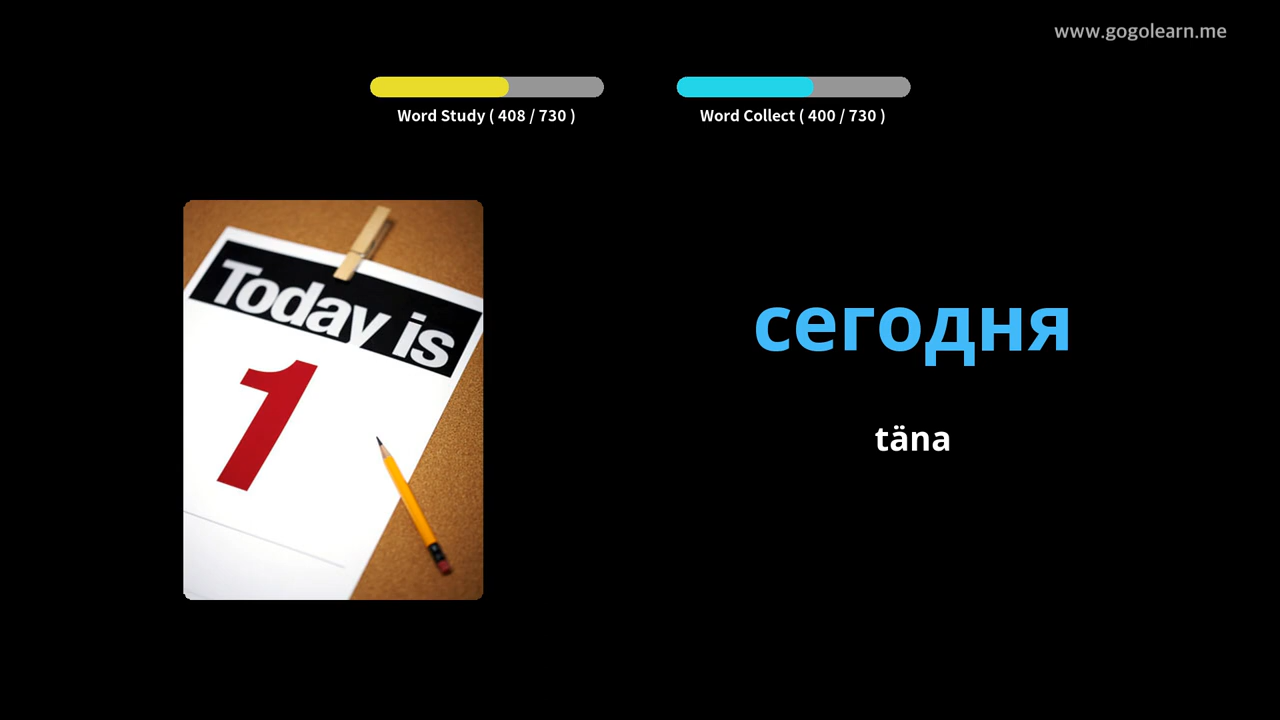 www.gogolearn.me
Word Study ( 408 / 730 )
Word Collect ( 400 / 730 )
Today is
1
сегодня
täna